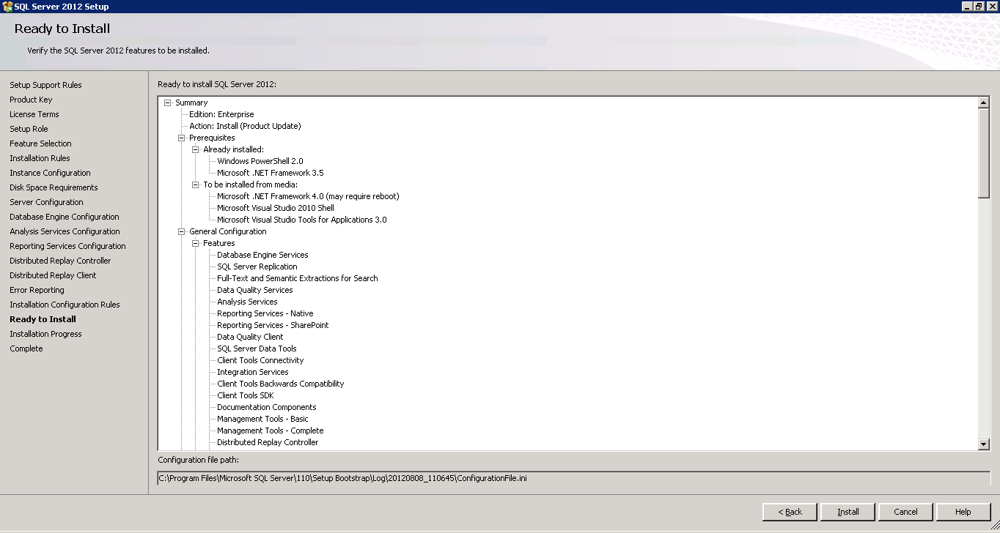 SQL Server 2012 Setup
Ready to Install
Verify the SQL Server 2012 features to be installed.
Setup Support Rules
Product Key
License Terms
Setup Role
Feature Selection
Installation Rules
Instance Configuration
Disk Space Requirements
Server Configuration
Database Engine Configuration
Analysis Services Configuration
Reporting Services Configuration
Distributed Replay Controller
Distributed Replay Client
Error Reporting
Installation Configuration Rules
Ready to Install
Installation Progress
Complete
Ready to install SQL Server 2012:
Summary
Edition: Enterprise
Action: Install (Product Update)
Prerequisites
Already installed:
Windows PowerShell 2.0
Microsoft .NET Framework 3.5
To be installed from media:
Microsoft .NET Framework 4.0 (may require reboot)
Microsoft Visual Studio 2010 Shell
Microsoft Visual Studio Tools for Applications 3.0
General Configuration
Features
Database Engine Services
SQL Server Replication
Full-Text and Semantic Extractions for Search
Data Quality Services
Analysis Services
Reporting Services - Native
Reporting Services - SharePoint
Data Quality Client
SQL Server Data Tools
Client Tools Connectivity
Integration Services
Client Tools Backwards Compatibility
Client Tools SDK
Documentation Components
Management Tools - Basic
Management Tools - Complete
Distributed Replay Controller
Configuration file path:
C:\Program Files\Microsoft SQL Server\110\Setup Bootstrap\Log\20120808_110645\ConfigurationFile.ini
< Back Install Cancel Help